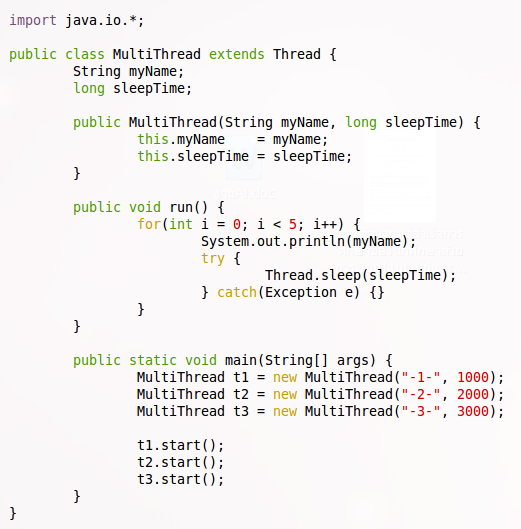 import java.io.*;
public class MultiThread extends Thread {
String myName;
long sleepTime;
public MultiThread(String myName, long sleepTime) {
this.myName    = myName;
this.sleepTime = sleepTime;
}
public void run() {
for(int i = 0; i < 5; i++) {
System.out.println(myName);
try {
Thread.sleep(sleepTime);
} catch(Exception e) {}
}
}
public static void main(String[] args) {
MultiThread t1 = new MultiThread("-1-", 1000);
MultiThread t2 = new MultiThread("-2-", 2000);
MultiThread t3 = new MultiThread("-3-", 3000);
t1.start();
t2.start();
t3.start();
}
}